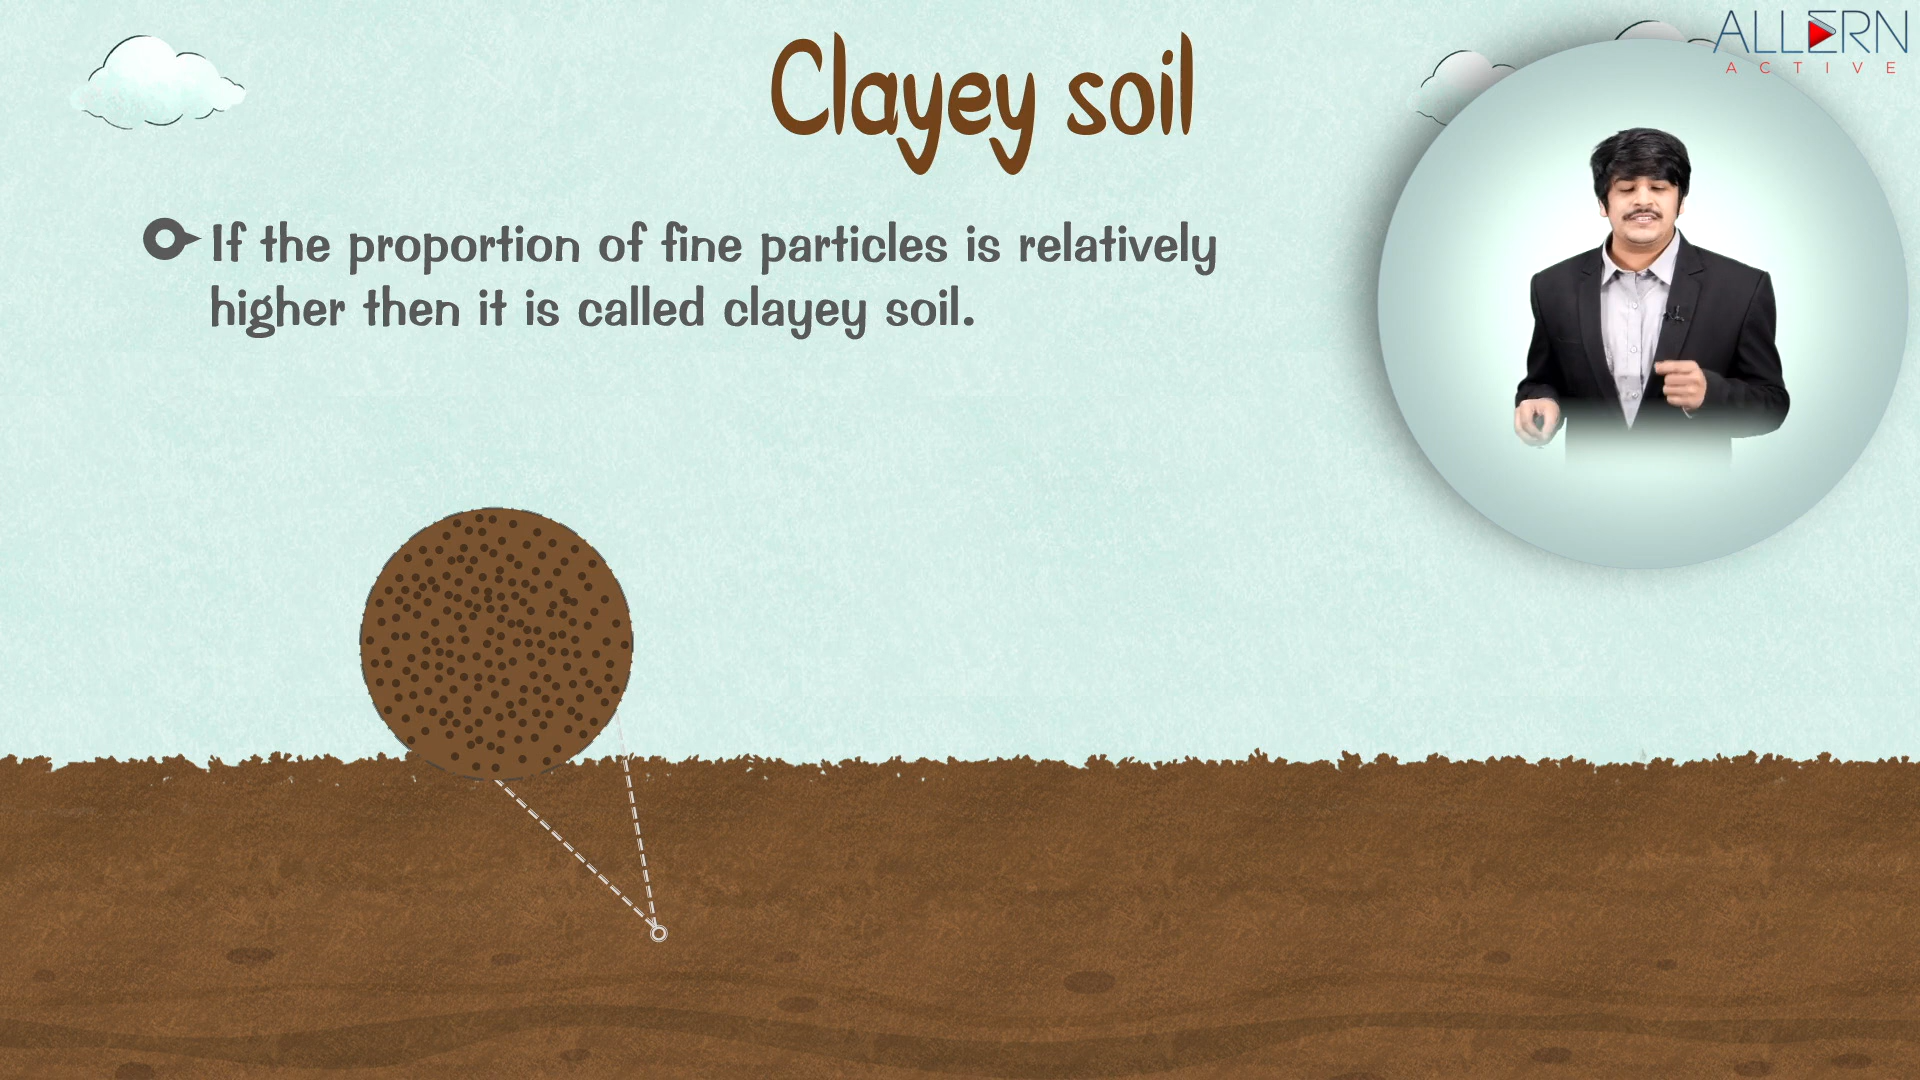 Clayey soil
ALLERN
ACTIVE
If the proportion of fine particles is relatively
higher then it is called clayey soil.